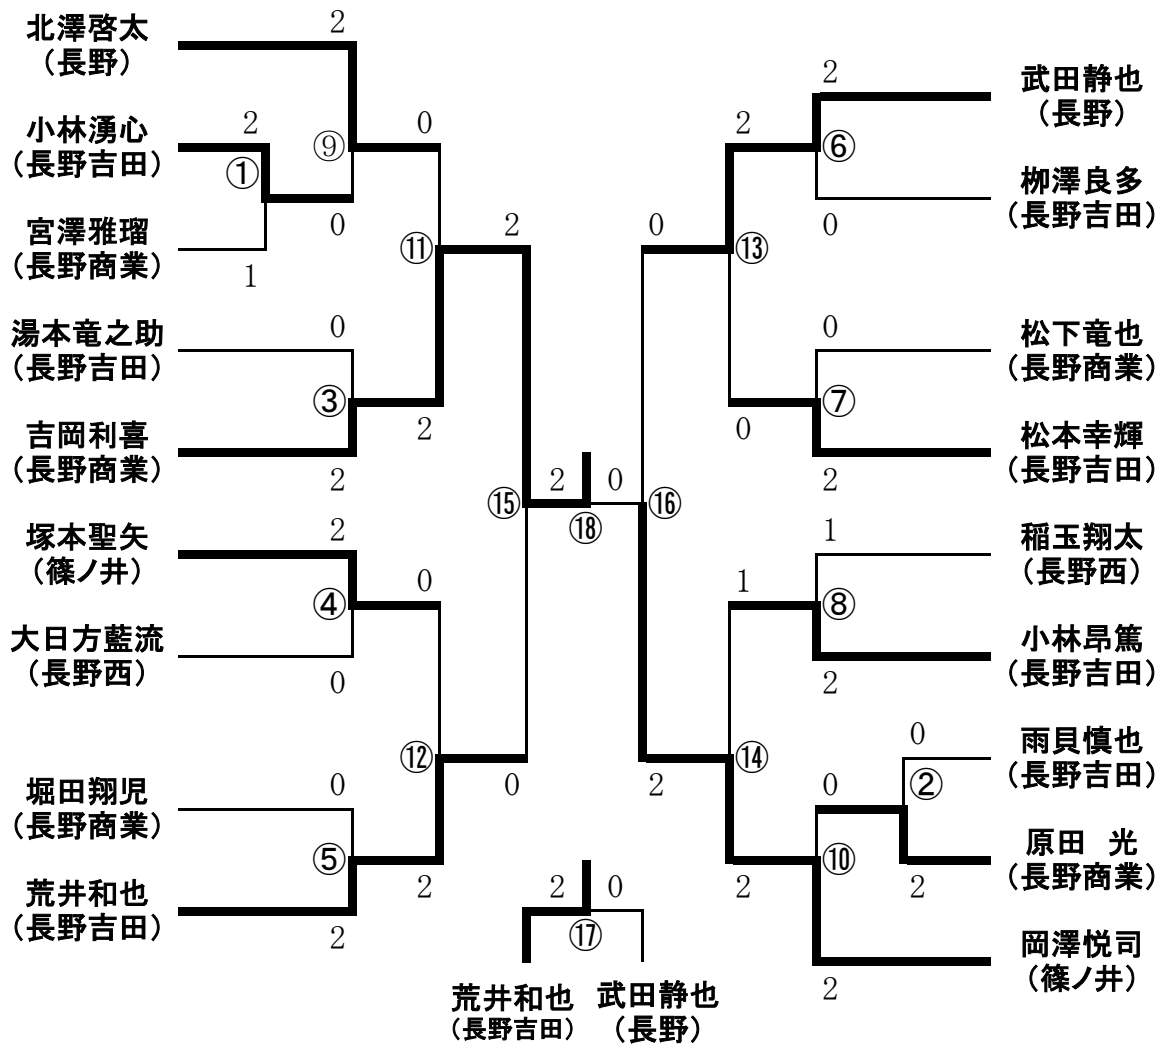 北澤啓太
（長野）
小林湧心
（長野吉田）
宮澤雅瑠
（長野商業）
湯本竜之助
（長野吉田）
吉岡利喜
（長野商業）
塚本聖矢
（篠ノ井）
大日方藍流
（長野西）
堀田翔児
（長野商業）
荒井和也
（長野吉田）
2
2
①
1
⑨
0
0
0
③
2
2
⑪
2
2
④
0
0
0
⑤
2
2
⑫
0
⑮
2
0
⑱
⑯
2
0
⑰
荒井和也
（長野吉田）
武田静也
（長野）
0
⑬
2
2
⑥
0
0
⑦
0
2
1
1
⑧
2
2
⑭
2
0
0
②
2
⑩
2
武田静也
（長野）
栁澤良多
（長野吉田）
松下竜也
（長野商業）
松本幸輝
（長野吉田）
稲玉翔太
（長野西）
小林昂篤
（長野吉田）
雨貝慎也
（長野吉田）
原田　光
（長野商業）
岡澤悦司
（篠ノ井）